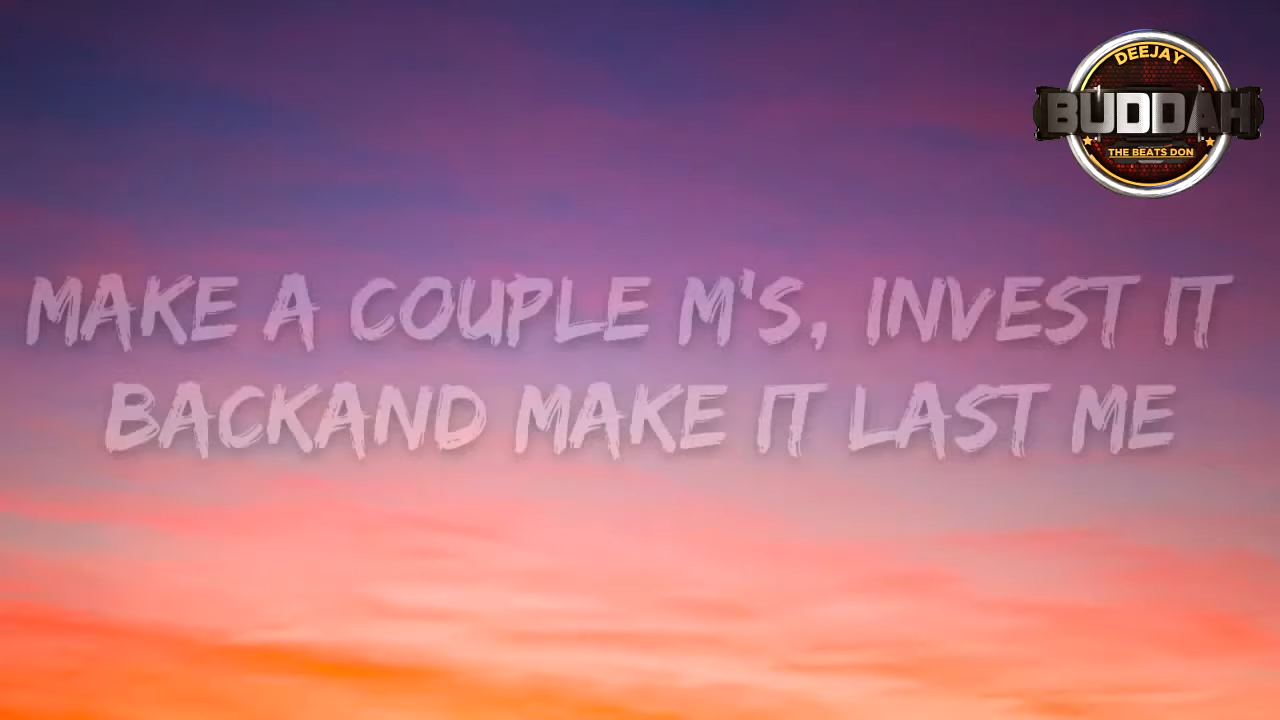 DEEJAY
BUDDAH
THE BEATS DON
MAKE A COUPLE M'S, INVEST IT
BACKAND MAKE IT LAST ME